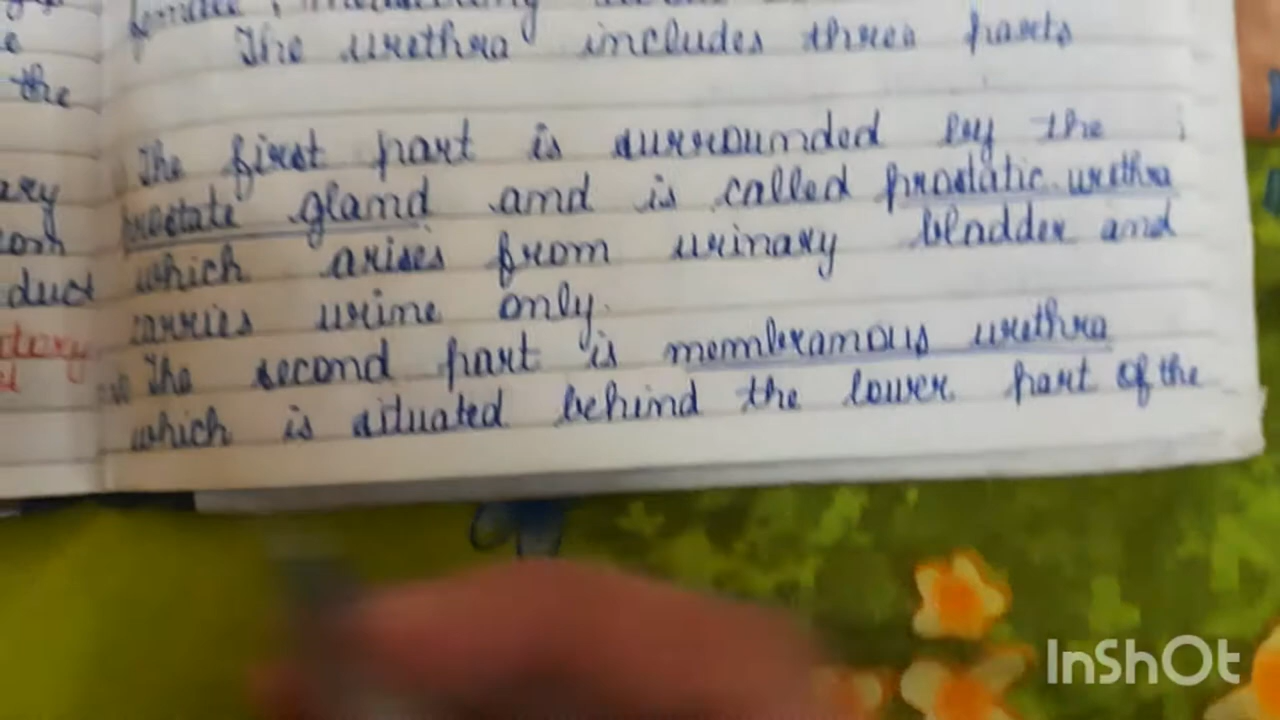 The urethra includes three parts
the
The first part is surrounded by the
prostate gland and is called prostatic urethra
which arises from urinary bladder and
duct
carries urine only.
The second part is membranous urethra
which is situated behind the lower part of the
InShOt